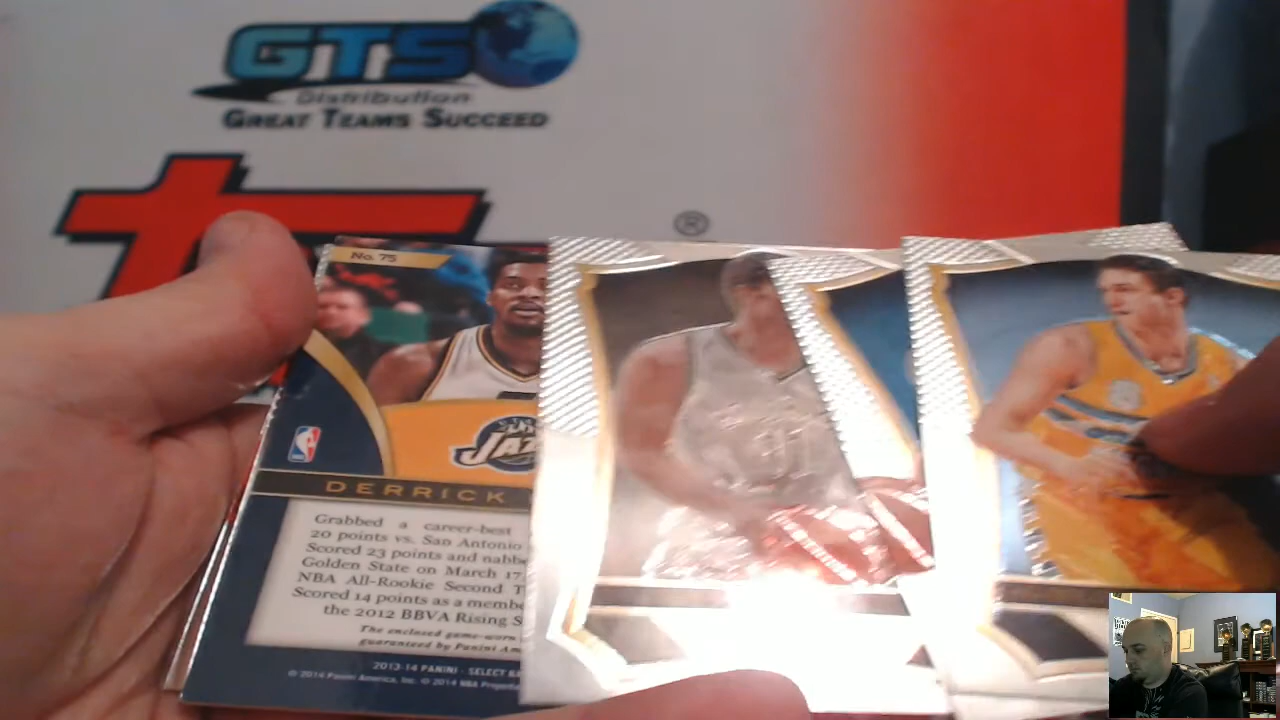 GTS
Distribution
GREAT TEAMS SUCCEED
®
No. 75
JAZ
DERRICK
Grabbed a career-best
20 points vs. San Antonio
Scored 23 points and nabbe
Golden State on March 17
NBA All-Rookie Second T
Scored 14 points as a membe
the 2012 BBVA Rising S
The enclosed game-worn
guaranteed by Panini Am
2013-14 PANINI - SELECT BA
© 2014 Panini America, Inc. © 2014 NBA Propertie